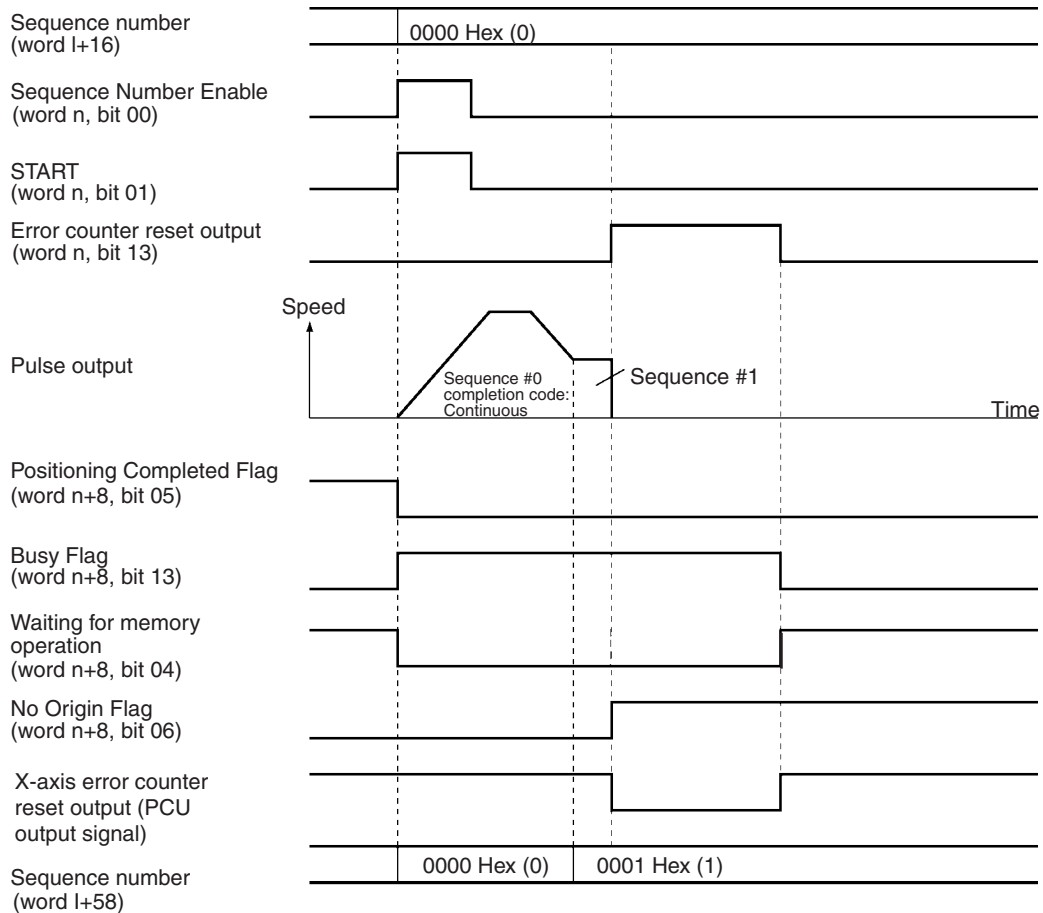 Sequence number
(word l+16)
0000 Hex (0)
Sequence Number Enable
(word n, bit 00)
START
(word n, bit 01)
Error counter reset output
(word n, bit 13)
Speed
Pulse output
Sequence #0
completion code:
Continuous
Sequence #1
Time
Positioning Completed Flag
(word n+8, bit 05)
Busy Flag
(word n+8, bit 13)
Waiting for memory
operation
(word n+8, bit 04)
No Origin Flag
(word n+8, bit 06)
X-axis error counter
reset output (PCU
output signal)
0000 Hex (0)
0001 Hex (1)
Sequence number
(word l+58)